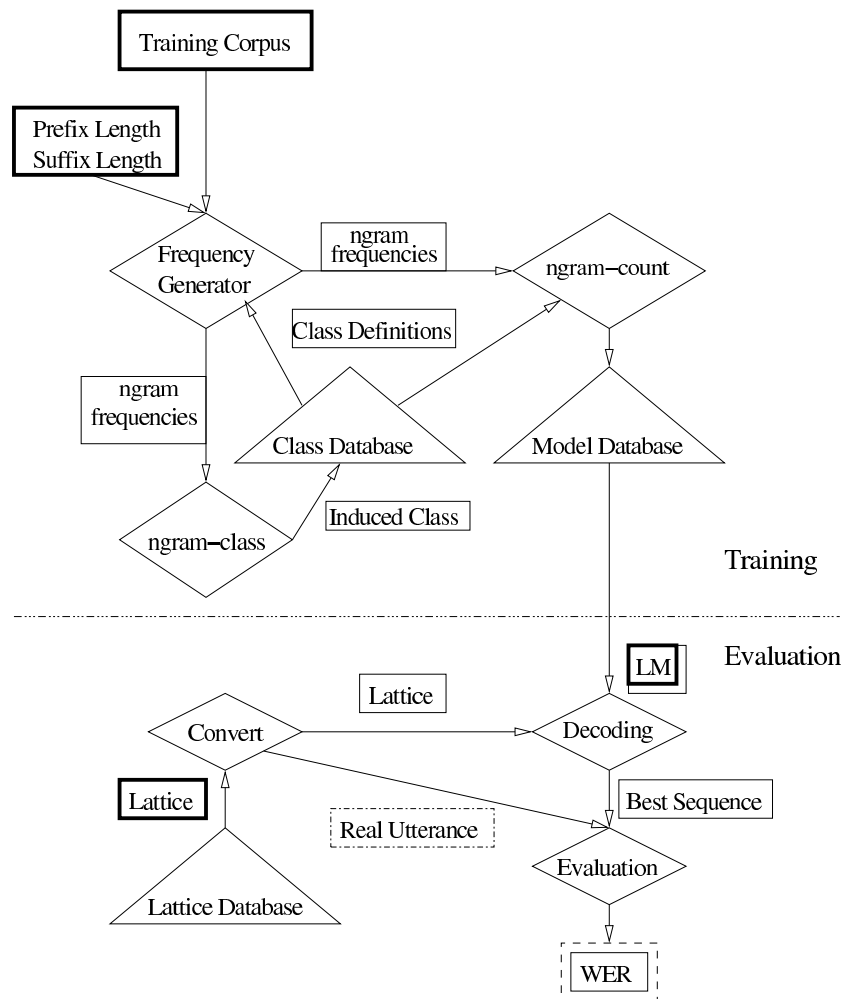 Training Corpus
Prefix Length
Suffix Length
Frequency
Generator
ngram
frequencies
ngram−count
Class Definitions
ngram
frequencies
Class Database
Model Database
Induced Class
ngram−class
Training
Evaluation
LM
Lattice
Convert
Decoding
Lattice
Best Sequence
Real Utterance
Evaluation
Lattice Database
WER